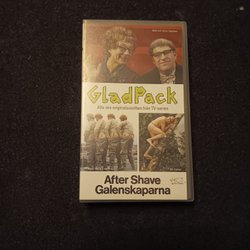 GladPack
Alla sex originalavsnitten från TV-serien
After Shave
Galenskaparna